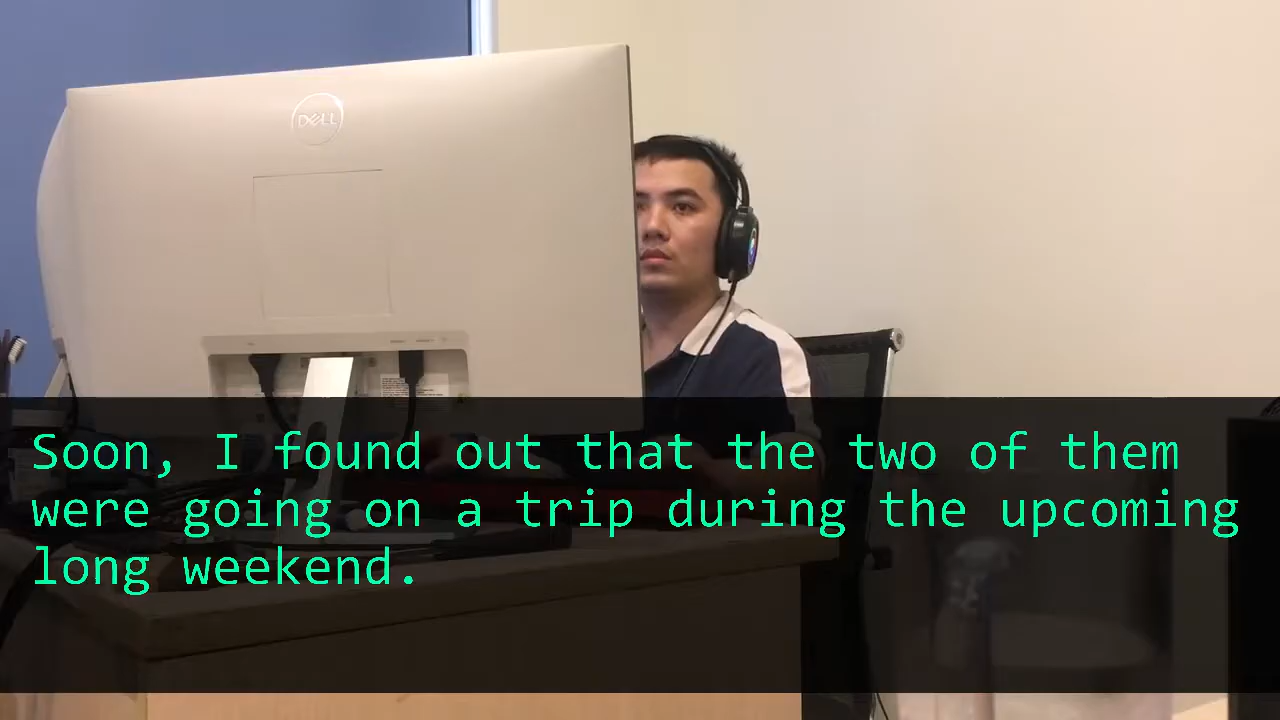 DELL
Soon, I found out that the two of them
were going on a trip during the upcoming
long weekend.